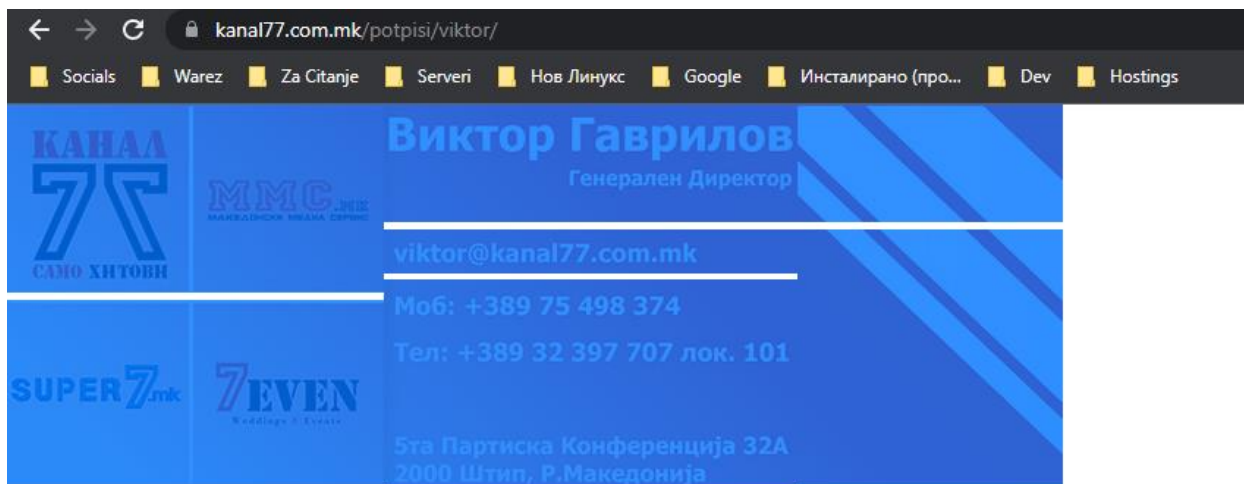 kanal77.com.mk/potpisi/viktor/
Socials Warez Za Citanje Serveri Нов Линукс Google Инсталирано (про... Dev Hostings
КАНАЛ
77
САМО ХИТОВИ
MMC.MK
МАКЕДОНСКИ МЕДИА СЕРВИС
SUPER7.mk
7EVEN
Weddings & Events
Виктор Гаврилов
Генерален Директор
viktor@kanal77.com.mk
Моб: +389 75 498 374
Тел: +389 32 397 707 лок. 101
5та Партиска Конференција 32А
2000 Штип, Р.Македонија